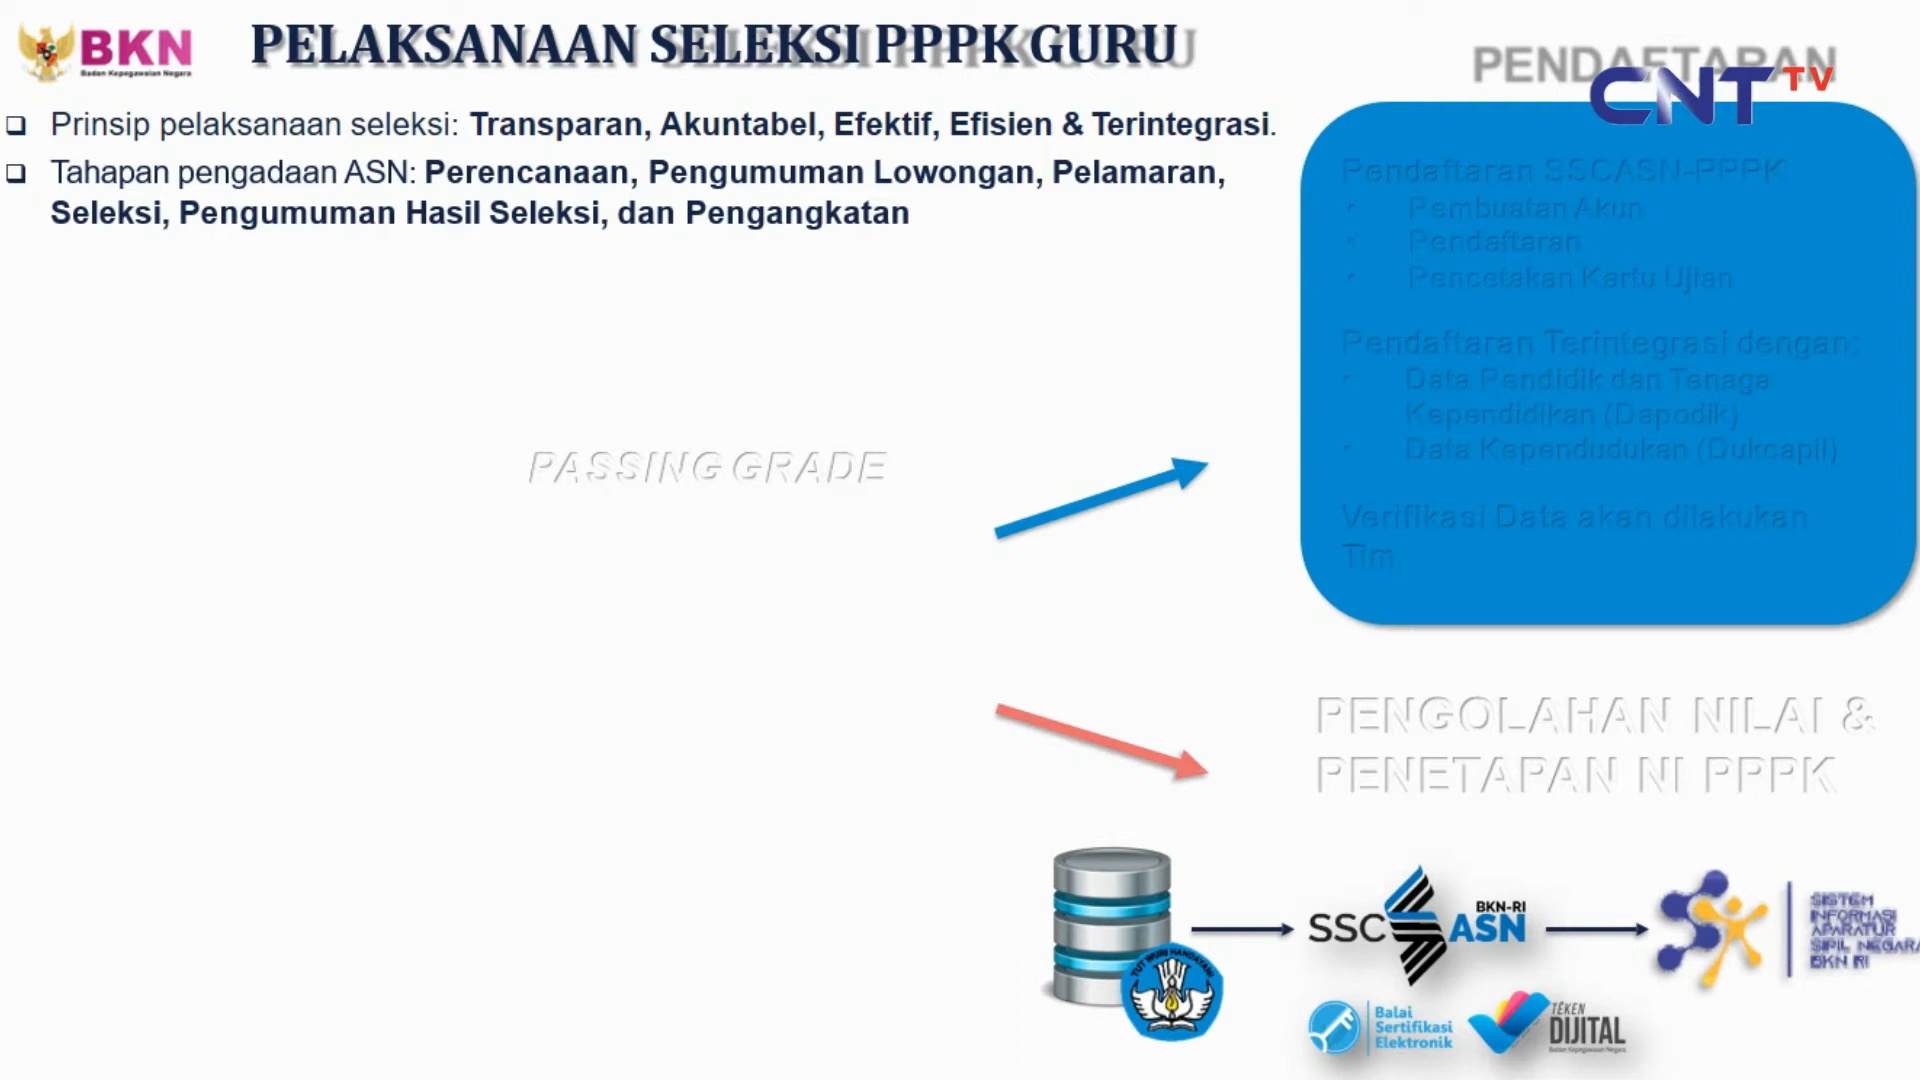 BKN
Badan Kepegawaian Negara
PELAKSANAAN SELEKSI PPPK GURU
PENDAFTARAN
CNT TV
❑ Prinsip pelaksanaan seleksi: Transparan, Akuntabel, Efektif, Efisien & Terintegrasi.
❑ Tahapan pengadaan ASN: Perencanaan, Pengumuman Lowongan, Pelamaran,
Seleksi, Pengumuman Hasil Seleksi, dan Pengangkatan
Pendaftaran SSCASN-PPPK
• Pembuatan Akun
• Pendaftaran
• Pencetakan Kartu Ujian
Pendaftaran Terintegrasi dengan:
• Data Pendidik dan Tenaga
Kependidikan (Dapodik)
• Data Kependudukan (Dukcapil)
Verifikasi Data akan dilakukan
Tim
PASSING GRADE
PENGOLAHAN NILAI &
PENETAPAN NI PPPK
TUT WURI HANDAYANI
SSC ASN
BKN-RI
SISTEM
INFORMASI
APARATUR
SIPIL NEGARA
BKN RI
Balai
Sertifikasi
Elektronik
TEKEN
DIJITAL
Badan Kepegawaian Negara